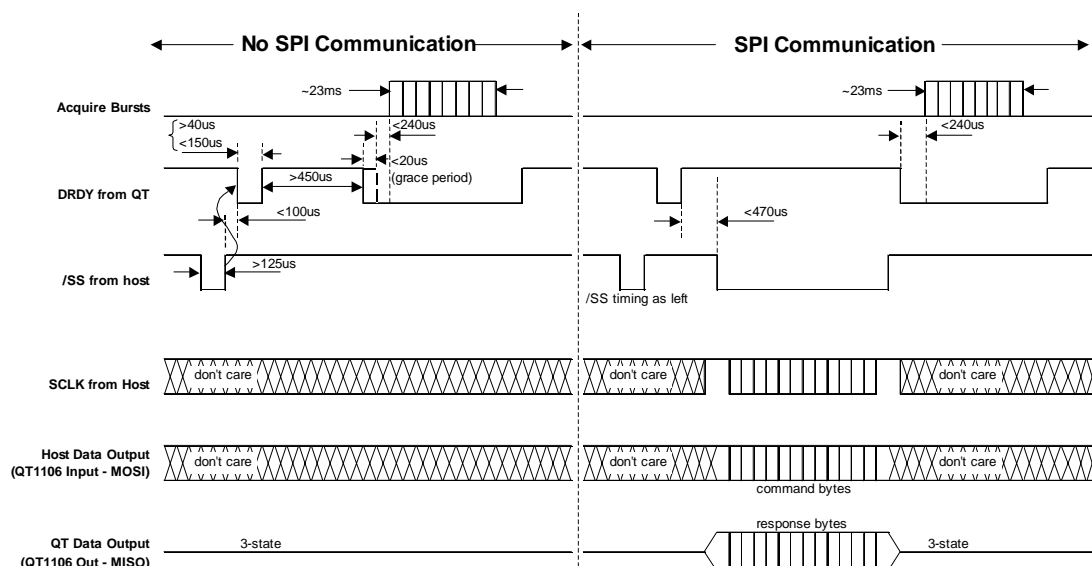 No SPI Communication
SPI Communication
~23ms
~23ms
Acquire Bursts
>40us
<150us
<240us
<240us
<20us
(grace period)
>450us
DRDY from QT
<100us
<470us
>125us
/SS from host
/SS timing as left
SCLK from Host
don't care
don't care
don't care
Host Data Output
(QT1106 Input - MOSI)
don't care
don't care
don't care
command bytes
response bytes
QT Data Output
(QT1106 Out - MISO)
3-state
3-state